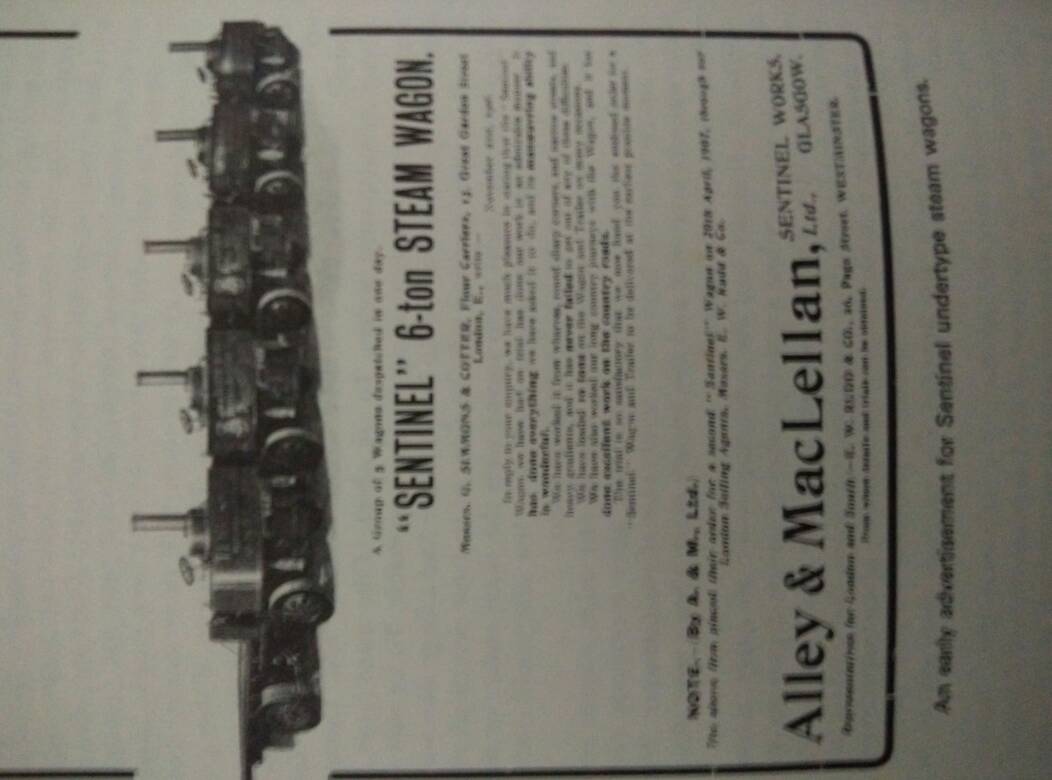 A Group of 5 Wagons despatched in one day.
“SENTINEL” 6-ton STEAM WAGON.
Messrs. G. SEMMONS & COTTER, Flour Carriers, 13, Great Garden Street
London, E., write :—
In reply to your enquiry, we have much pleasure in stating that the “Sentinel”
Wagon we have had on trial has done our work in an admirable manner. It
has done everything we have asked it to do, and its manœuvring ability
is wonderful.
We have worked it from wharves, round sharp corners, and narrow streets, and
heavy gradients, and it has never failed to get out of any of these difficulties.
We have loaded 10 tons on the Wagon and Trailer on many occasions.
We have also worked our long country journeys with the Wagon, and it has
done excellent work on the country roads.
The trial is so satisfactory that we now hand you the enclosed order for a
“Sentinel” Wagon and Trailer to be delivered at the earliest possible moment.
NOTE.—(By A. & M., Ltd.)
The above firm placed their order for a second “Sentinel” Wagon on 20th April, 1907, through our
London Selling Agents, Messrs. E. W. Rudd & Co.
Alley & MacLellan, Ltd., SENTINEL WORKS,
GLASGOW.
Representatives for London and South—E. W. RUDD & CO., 16, Page Street, WESTMINSTER.
from whom details and trials can be obtained.
An early advertisement for Sentinel undertype steam wagons.